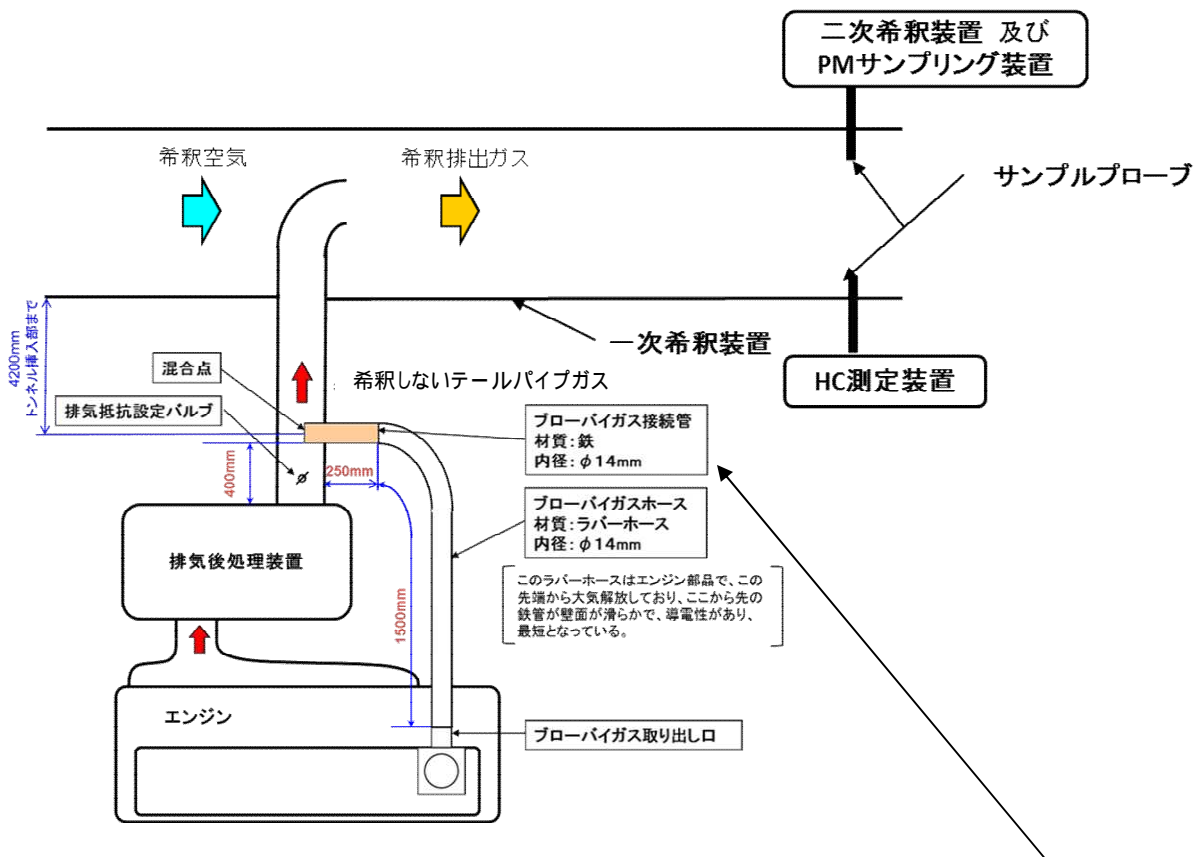 二次希釈装置 及び
PMサンプリング装置
希釈空気
希釈排出ガス
サンプルプローブ
4200mm
トンネル挿入部まで
一次希釈装置
混合点
希釈しないテールパイプガス
HC測定装置
排気抵抗設定バルブ
ブローバイガス接続管
材質：鉄
内径：φ14mm
400mm
250mm
ブローバイガスホース
材質：ラバーホース
内径：φ14mm
排気後処理装置
このラバーホースはエンジン部品で、この
先端から大気解放しており、ここから先の
鉄管が壁面が滑らかで、導電性があり、
最短となっている。
1500mm
エンジン
ブローバイガス取り出し口